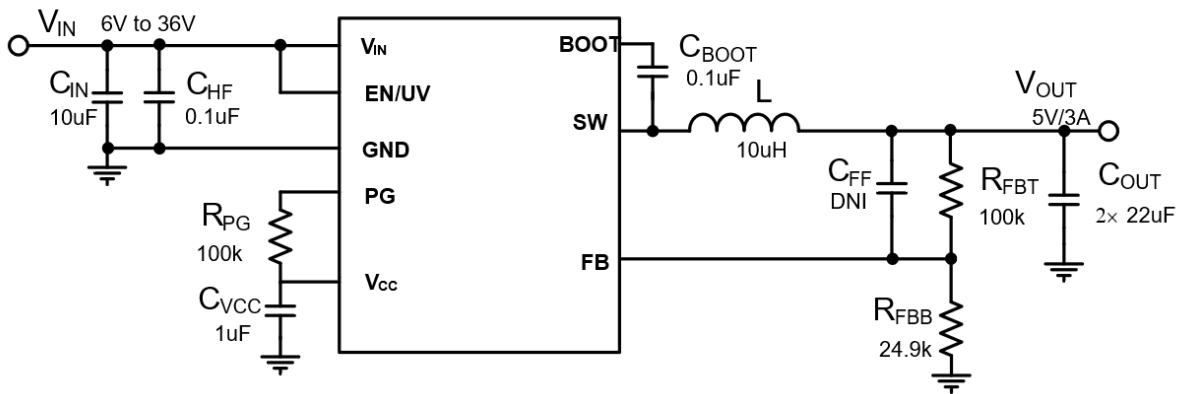 VIN 6V to 36V
CIN
10uF
CHF
0.1uF
VIN
EN/UV
GND
PG
VCC
RPG
100k
CVCC
1uF
BOOT
SW
FB
CBOOT
0.1uF
L
10uH
VOUT
5V/3A
CFF
DNI
RFBT
100k
COUT
2× 22uF
RFBB
24.9k